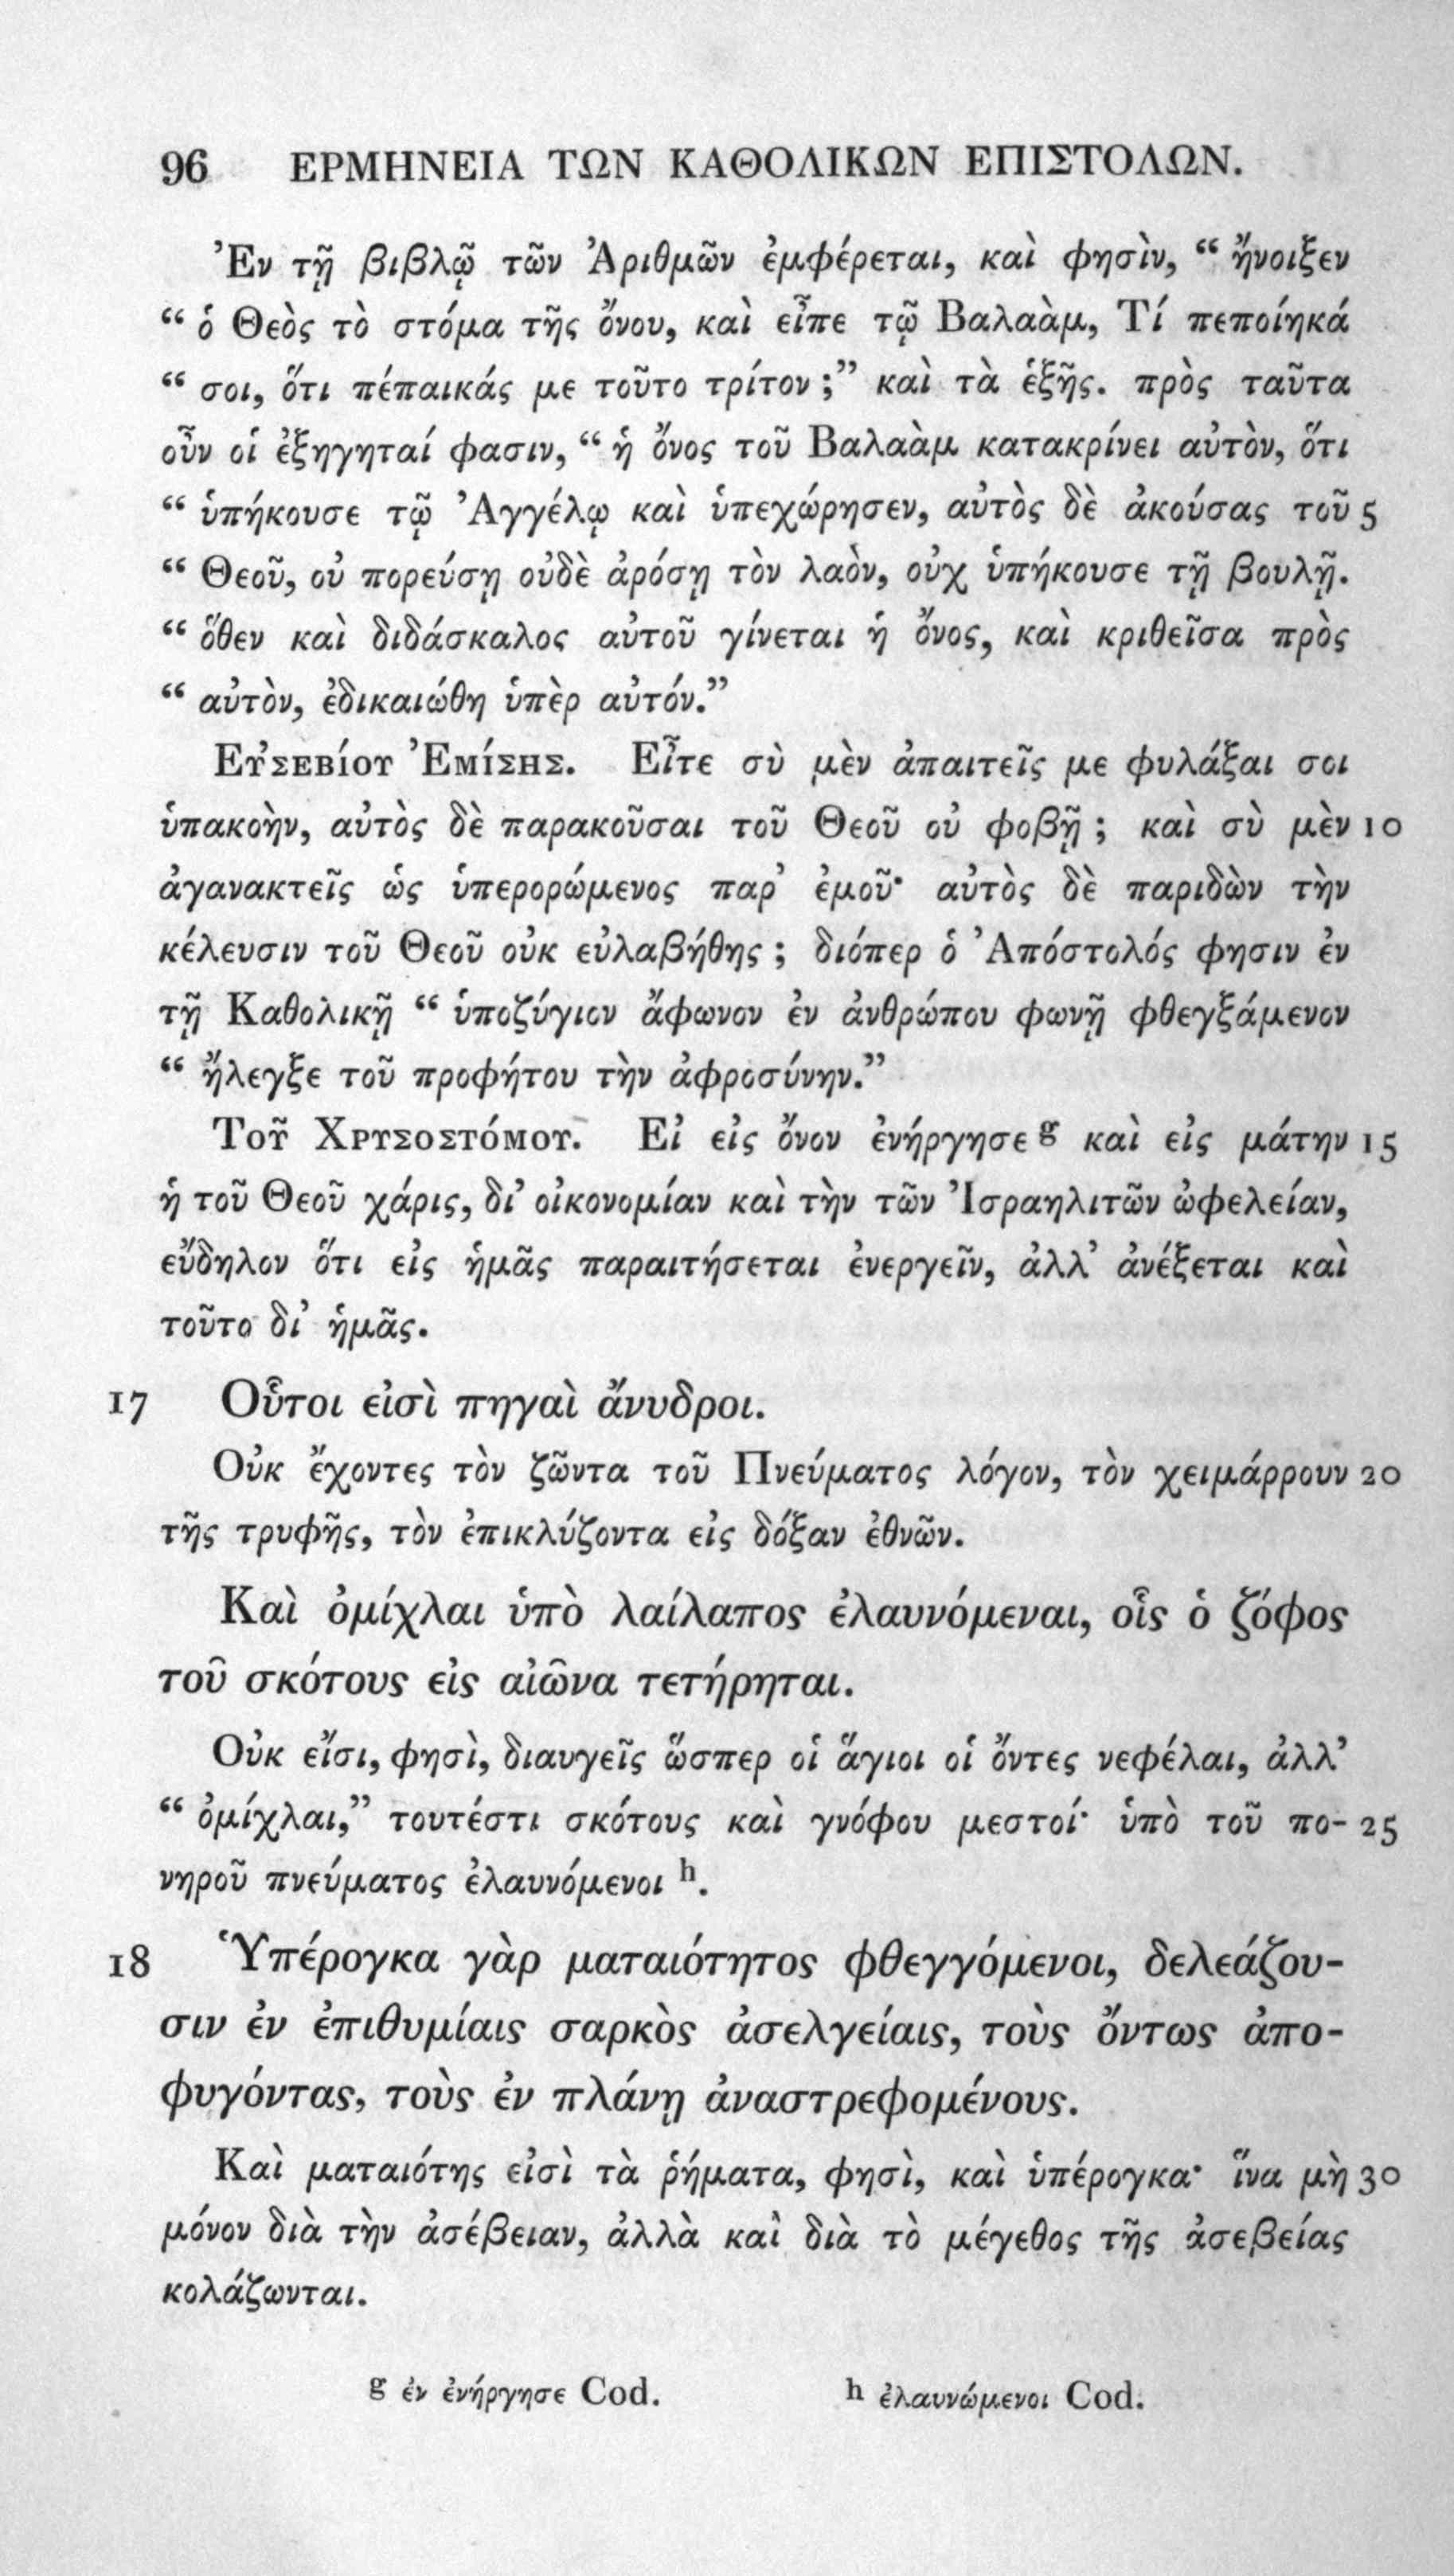 96 ΕΡΜΗΝΕΙΑ ΤΩΝ ΚΑΘΟΛΙΚΩΝ ΕΠΙΣΤΟΛΩΝ.
Ἐν τῇ βιβλῷ τῶν Ἀριθμῶν ἐμφέρεται, καὶ φησὶν, “ ἤνοιξεν
“ ὁ Θεὸς τὸ στόμα τῆς ὄνου, καὶ εἶπε τῷ Βαλαὰμ, Τί πεποίηκά
“ σοι, ὅτι πέπαικάς με τοῦτο τρίτον ;” καὶ τὰ ἑξῆς. πρὸς ταῦτα
οὖν οἱ ἐξηγηταί φασιν, “ ἡ ὄνος τοῦ Βαλαὰμ κατακρίνει αὐτὸν, ὅτι
“ ὑπήκουσε τῷ Ἀγγέλῳ καὶ ὑπεχώρησεν, αὐτὸς δὲ ἀκούσας τοῦ 5
“ Θεοῦ, οὐ πορεύσῃ οὐδὲ ἀρόσῃ τὸν λαὸν, οὐχ ὑπήκουσε τῇ βουλῇ.
“ ὅθεν καὶ διδάσκαλος αὐτοῦ γίνεται ἡ ὄνος, καὶ κριθεῖσα πρὸς
“ αὐτὸν, ἐδικαιώθη ὑπὲρ αὐτόν.”
Εὐσεβίου Ἐμίσης. Εἶτε σὺ μὲν ἀπαιτεῖς με φυλάξαι σοι
ὑπακοὴν, αὐτὸς δὲ παρακοῦσαι τοῦ Θεοῦ οὐ φοβῇ ; καὶ σὺ μὲν 10
ἀγανακτεῖς ὡς ὑπερορώμενος παρ’ ἐμοῦ· αὐτὸς δὲ παριδὼν τὴν
κέλευσιν τοῦ Θεοῦ οὐκ εὐλαβήθης ; διόπερ ὁ Ἀπόστολός φησιν ἐν
τῇ Καθολικῇ “ ὑποζύγιον ἄφωνον ἐν ἀνθρώπου φωνῇ φθεγξάμενον
“ ἤλεγξε τοῦ προφήτου τὴν ἀφροσύνην.”
Τοῦ Χρυσοστόμου. Εἰ εἰς ὄνον ἐνήργησε g καὶ εἰς μάτην 15
ἡ τοῦ Θεοῦ χάρις, δι’ οἰκονομίαν καὶ τὴν τῶν Ἰσραηλιτῶν ὠφελείαν,
εὔδηλον ὅτι εἰς ἡμᾶς παραιτήσεται ἐνεργεῖν, ἀλλ’ ἀνέξεται καὶ
τοῦτο δι’ ἡμᾶς.
17 Οὗτοι εἰσὶ πηγαὶ ἄνυδροι.
Οὐκ ἔχοντες τὸν ζῶντα τοῦ Πνεύματος λόγον, τὸν χειμάρρουν 20
τῆς τρυφῆς, τὸν ἐπικλύζοντα εἰς δόξαν ἐθνῶν.
Καὶ ὁμίχλαι ὑπὸ λαίλαπος ἐλαυνόμεναι, οἷς ὁ ζόφος
τοῦ σκότους εἰς αἰῶνα τετήρηται.
Οὐκ εἴσι, φησὶ, διαυγεῖς ὥσπερ οἱ ἅγιοι οἱ ὄντες νεφέλαι, ἀλλ’
“ ὁμίχλαι,” τουτέστι σκότους καὶ γνόφου μεστοί· ὑπὸ τοῦ πο- 25
νηροῦ πνεύματος ἐλαυνόμενοι h.
18 Ὑπέρογκα γὰρ ματαιότητος φθεγγόμενοι, δελεάζου-
σιν ἐν ἐπιθυμίαις σαρκὸς ἀσελγείαις, τοὺς ὄντως ἀπο-
φυγόντας, τοὺς ἐν πλάνῃ ἀναστρεφομένους.
Καὶ ματαιότης εἰσὶ τὰ ῥήματα, φησὶ, καὶ ὑπέρογκα· ἵνα μὴ 30
μόνον διὰ τὴν ἀσέβειαν, ἀλλὰ καὶ διὰ τὸ μέγεθος τῆς ἀσεβείας
κολάζωνται.
g ἐν ἐνήργησε Cod. h ἐλαυνώμενοι Cod.